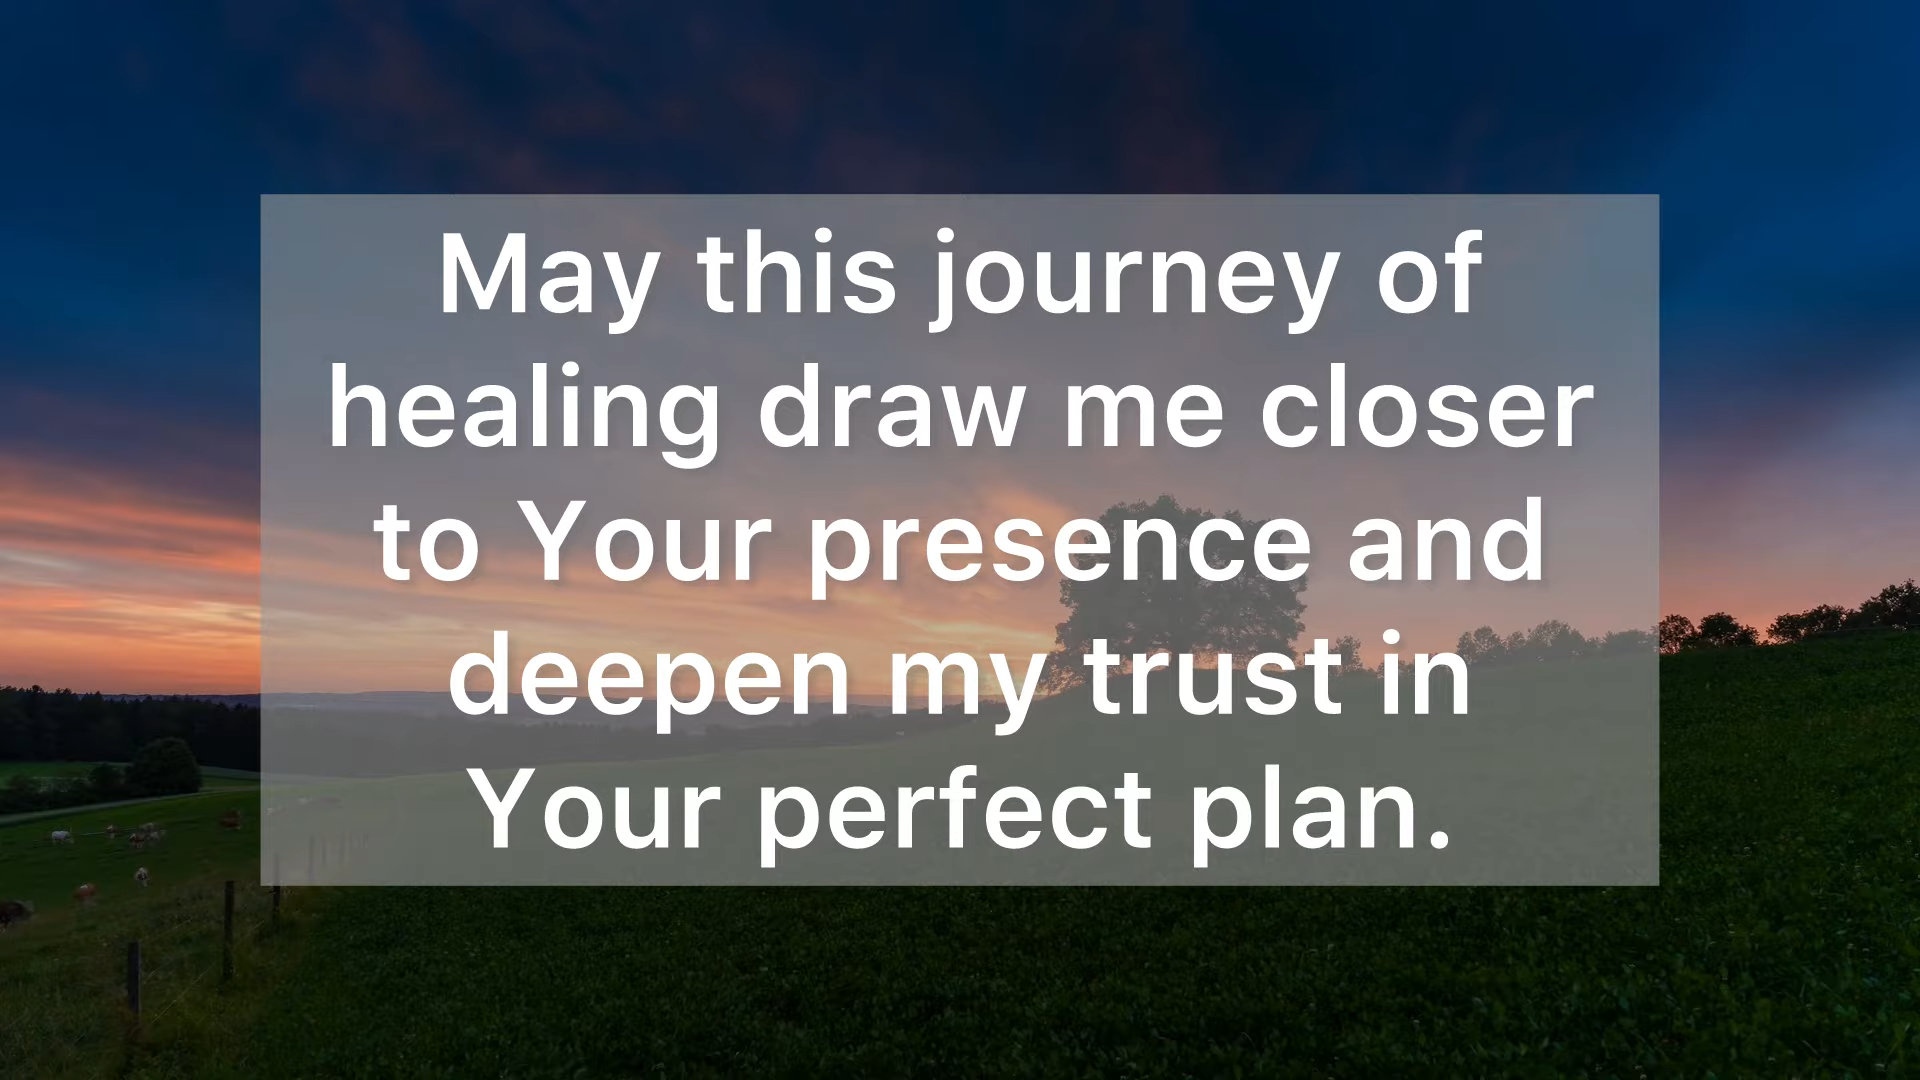 May this journey of
healing draw me closer
to Your presence and
deepen my trust in
Your perfect plan.